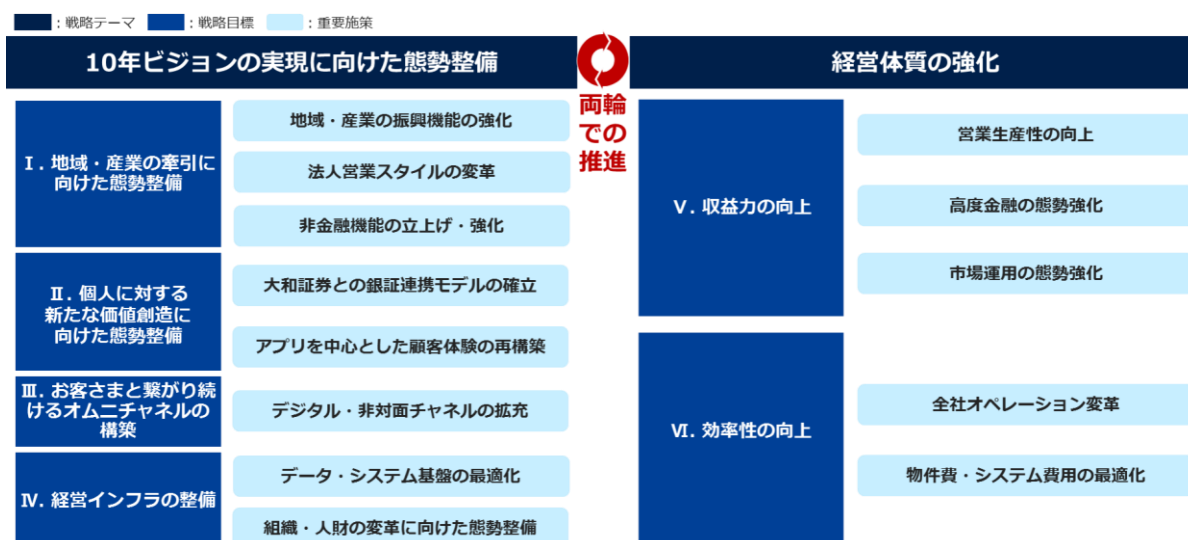 ：戦略テーマ ：戦略目標 ：重要施策
10年ビジョンの実現に向けた態勢整備
Ⅰ. 地域・産業の牽引に
向けた態勢整備
地域・産業の振興機能の強化
法人営業スタイルの変革
非金融機能の立上げ・強化
Ⅱ. 個人に対する
新たな価値創造に
向けた態勢整備
大和証券との銀証連携モデルの確立
アプリを中心とした顧客体験の再構築
Ⅲ. お客さまと繋がり続
けるオムニチャネルの
構築
デジタル・非対面チャネルの拡充
Ⅳ. 経営インフラの整備
データ・システム基盤の最適化
組織・人財の変革に向けた態勢整備
両輪
での
推進
経営体質の強化
Ⅴ. 収益力の向上
営業生産性の向上
高度金融の態勢強化
市場運用の態勢強化
Ⅵ. 効率性の向上
全社オペレーション変革
物件費・システム費用の最適化